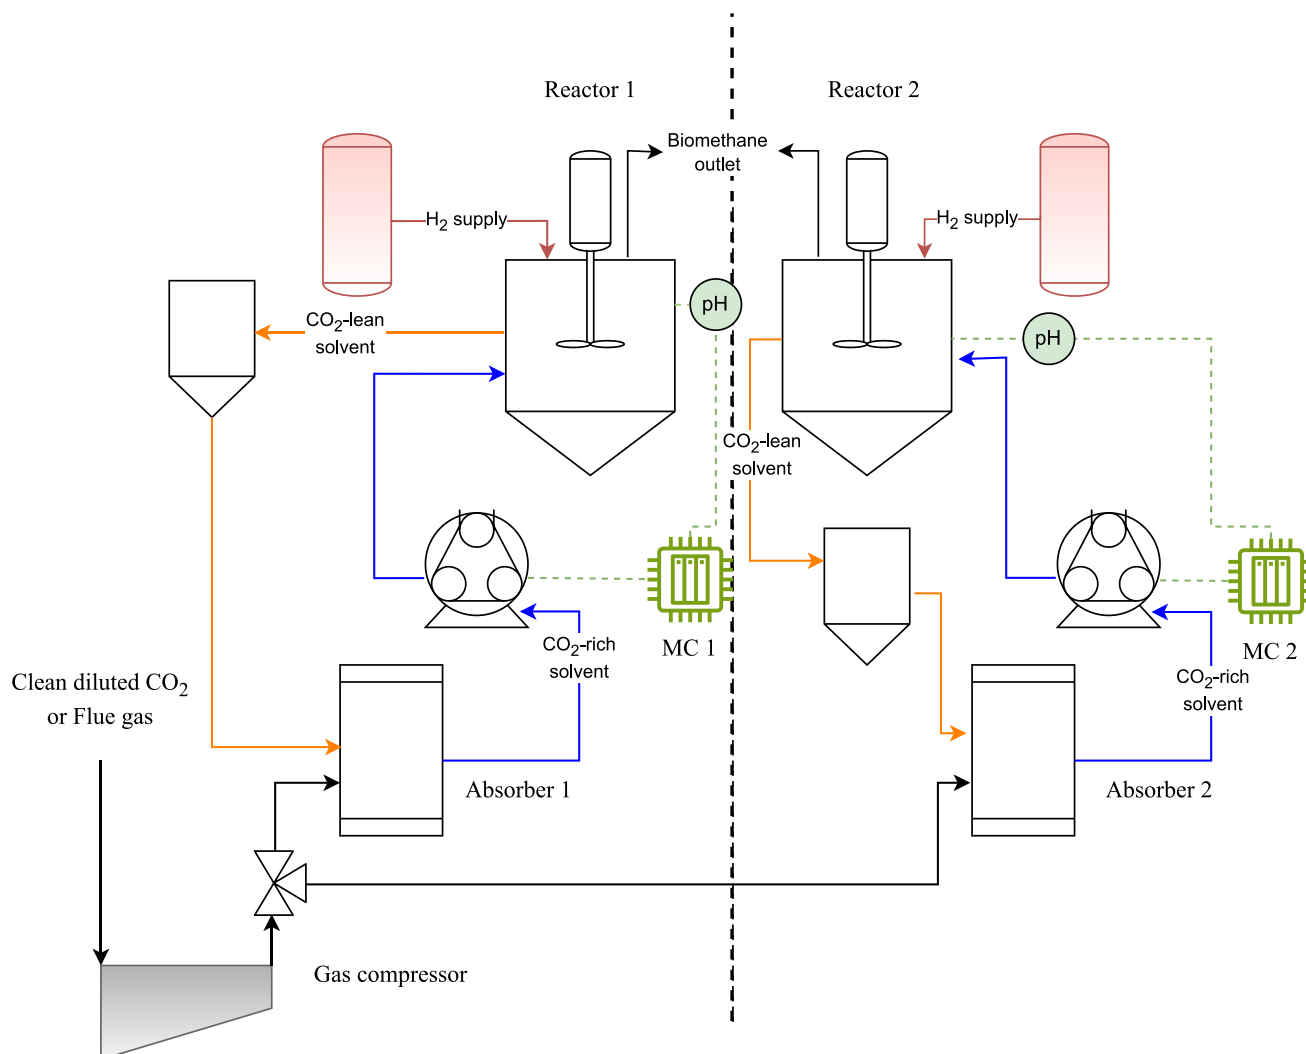 Reactor 1
Reactor 2
Biomethane
outlet
H₂ supply
H₂ supply
pH
CO₂-lean
solvent
pH
CO₂-lean
solvent
MC 1
MC 2
CO₂-rich
solvent
CO₂-rich
solvent
Clean diluted CO₂
or Flue gas
Absorber 1
Absorber 2
Gas compressor